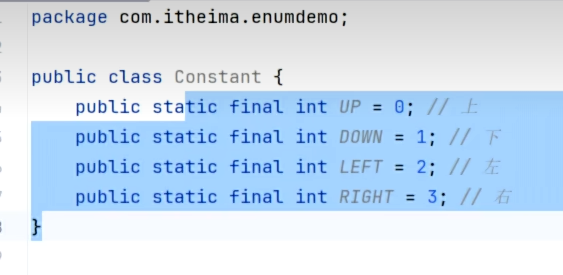 package com.itheima.enumdemo;
public class Constant {
public static final int UP = 0; // 上
public static final int DOWN = 1; // 下
public static final int LEFT = 2; // 左
public static final int RIGHT = 3; // 右
}